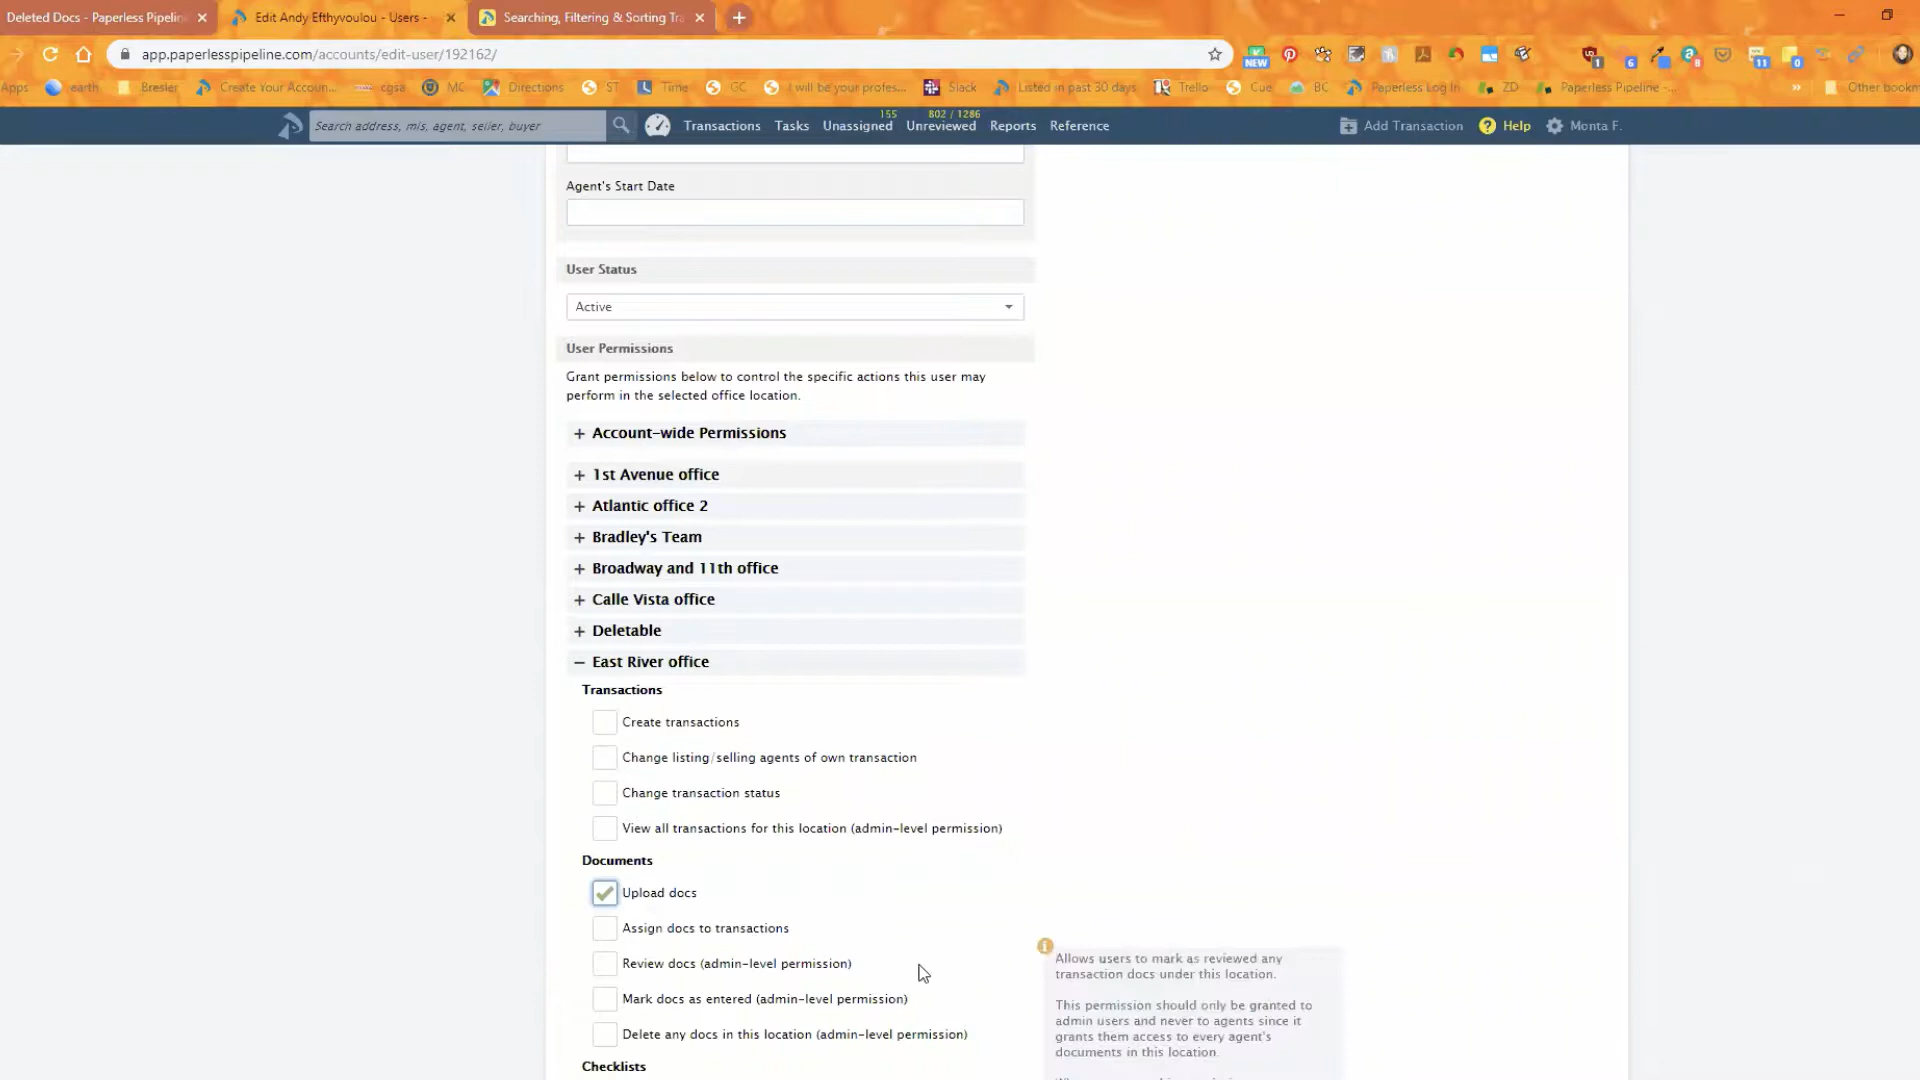 Deleted Docs - Paperless Pipelin
Edit Andy Efthyvoulou - Users -
Searching, Filtering & Sorting Tra
app.paperlesspipeline.com/accounts/edit-user/192162/
NEW
1
6
8
11
0
Apps
earth
Bresler
Create Your Accoun...
cgsa
MC
Directions
ST
Time
GC
I will be your profes...
Slack
Listed in past 30 days
Trello
Cue
BC
Paperless Log In
ZD
Paperless Pipeline -...
»
Other bookm
Search address, mls, agent, seller, buyer
Transactions
Tasks
155
Unassigned
802 / 1286
Unreviewed
Reports
Reference
Add Transaction
Help
Monta F.
Agent's Start Date
User Status
Active
User Permissions
Grant permissions below to control the specific actions this user may
perform in the selected office location.
+ Account-wide Permissions
+ 1st Avenue office
+ Atlantic office 2
+ Bradley's Team
+ Broadway and 11th office
+ Calle Vista office
+ Deletable
− East River office
Transactions
Create transactions
Change listing/selling agents of own transaction
Change transaction status
View all transactions for this location (admin-level permission)
Documents
Upload docs
Assign docs to transactions
Review docs (admin-level permission)
Mark docs as entered (admin-level permission)
Delete any docs in this location (admin-level permission)
Checklists
Allows users to mark as reviewed any
transaction docs under this location.
This permission should only be granted to
admin users and never to agents since it
grants them access to every agent's
documents in this location.